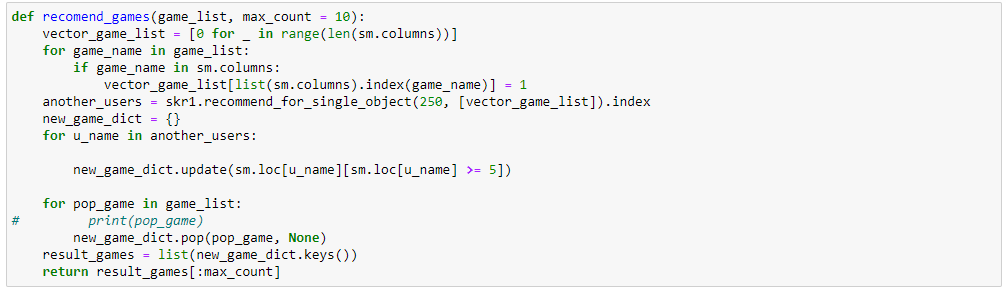 def recomend_games(game_list, max_count = 10):
    vector_game_list = [0 for _ in range(len(sm.columns))]
    for game_name in game_list:
        if game_name in sm.columns:
            vector_game_list[list(sm.columns).index(game_name)] = 1
    another_users = skr1.recommend_for_single_object(250, [vector_game_list]).index
    new_game_dict = {}
    for u_name in another_users:

        new_game_dict.update(sm.loc[u_name][sm.loc[u_name] >= 5])

    for pop_game in game_list:
#         print(pop_game)
        new_game_dict.pop(pop_game, None)
    result_games = list(new_game_dict.keys())
    return result_games[:max_count]